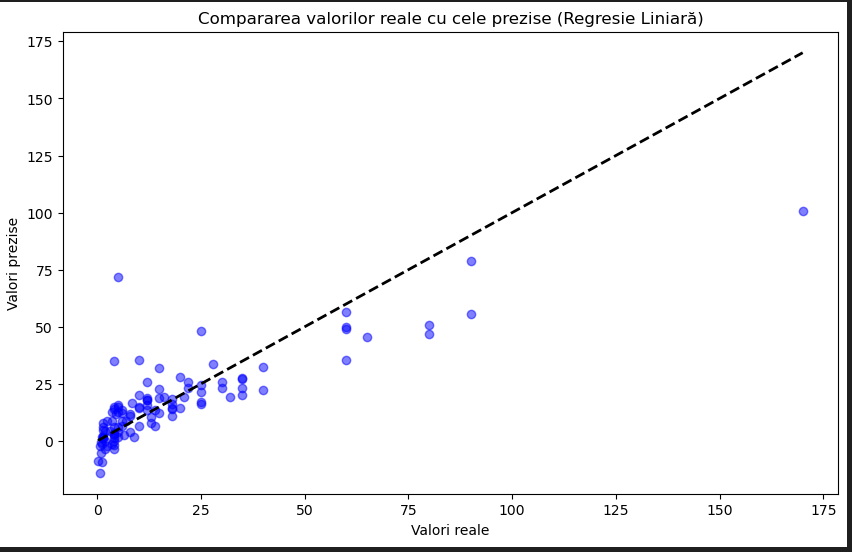 Compararea valorilor reale cu cele prezise (Regresie Liniară)
175
150
125
100
75
50
25
0
Valori prezise
0 25 50 75 100 125 150 175
Valori reale